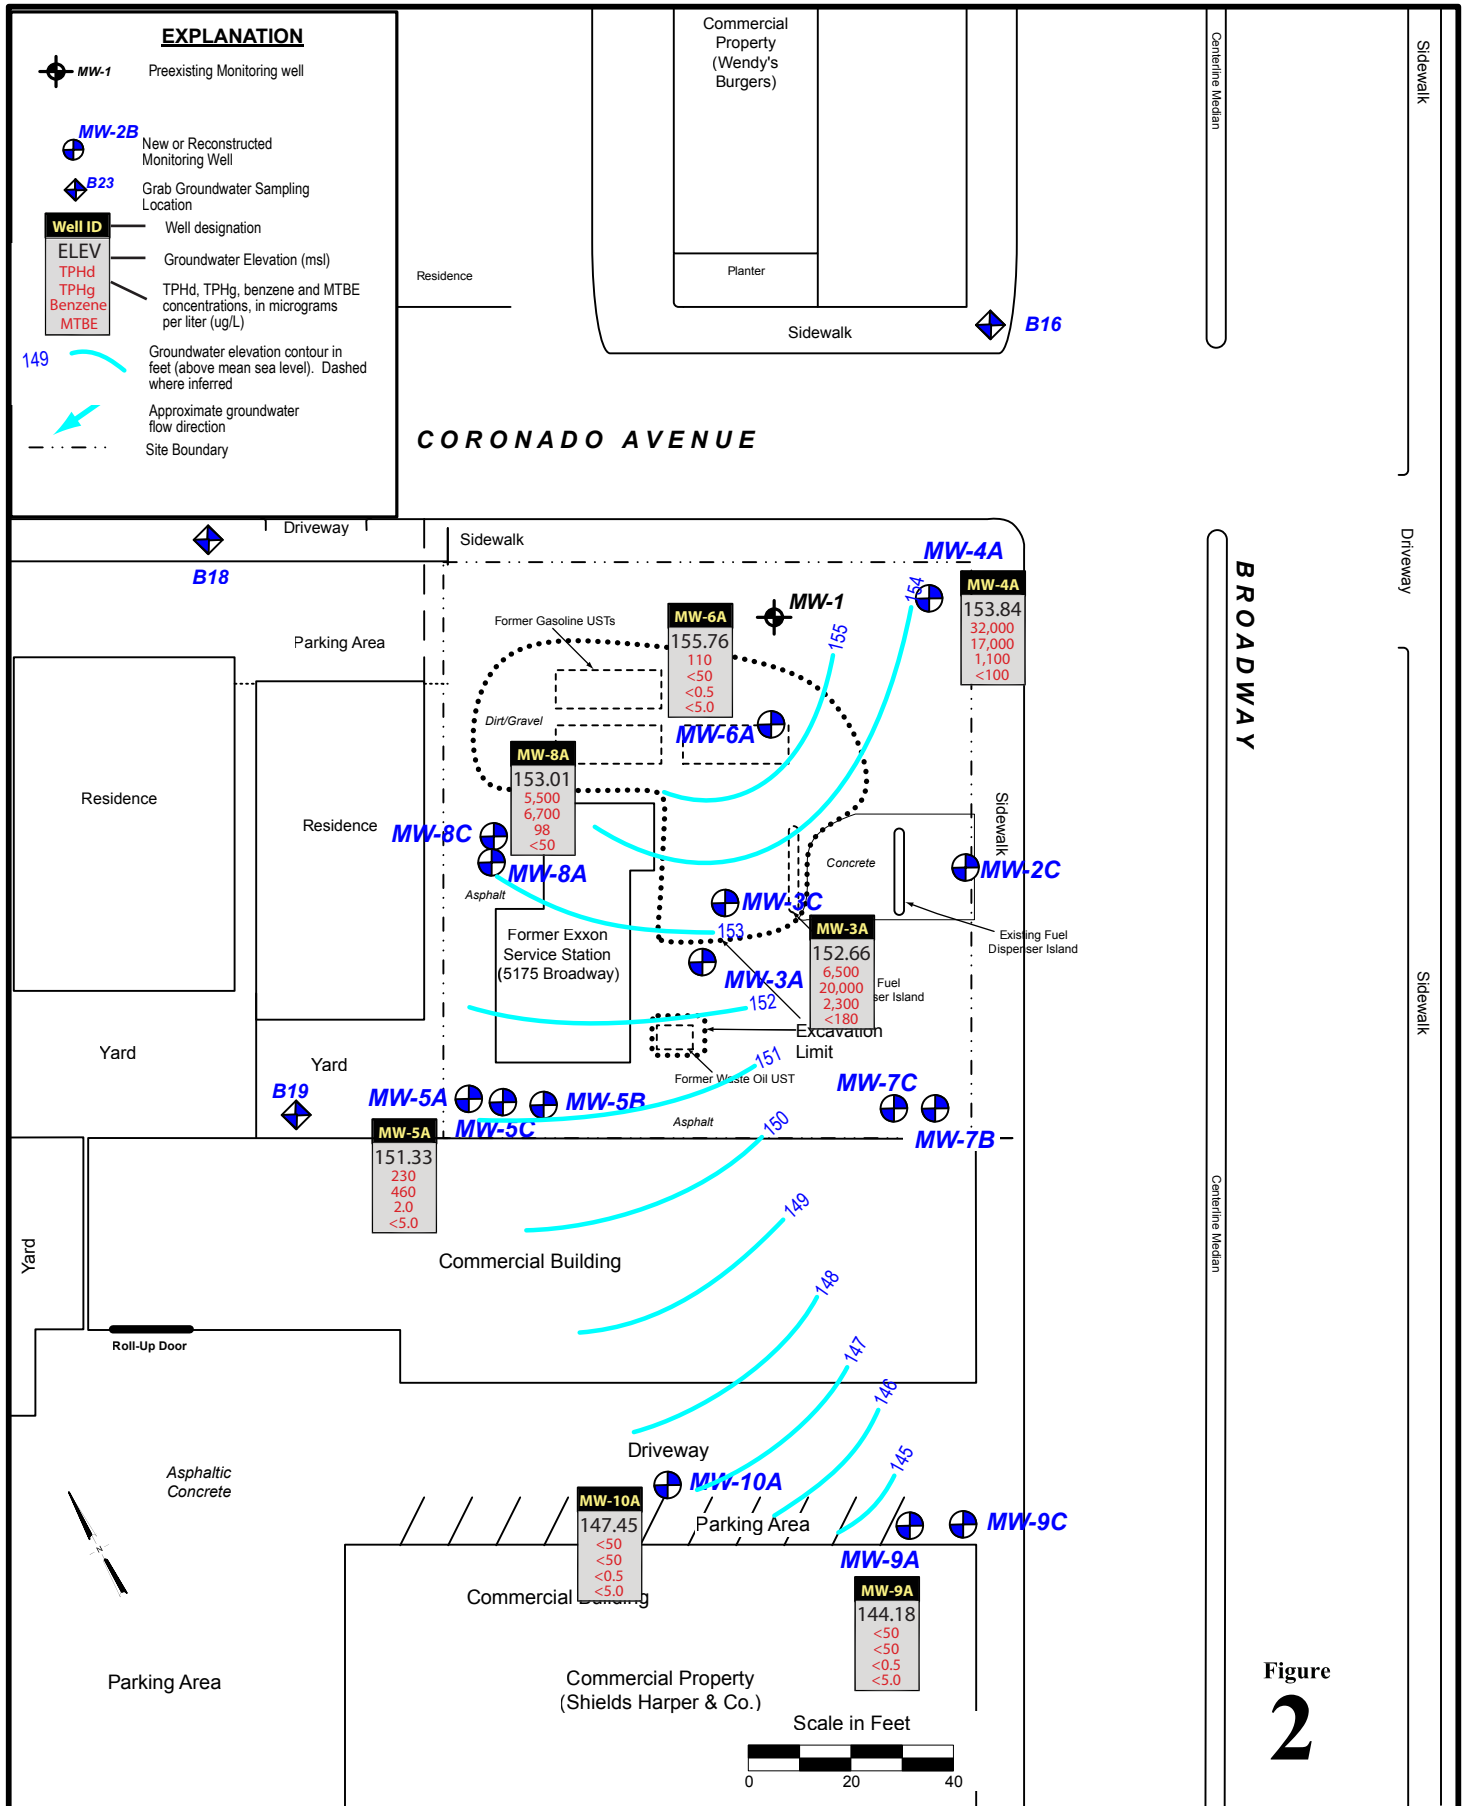 EXPLANATION
MW-1
Preexisting Monitoring well
MW-2B
New or Reconstructed
Monitoring Well
B23
Grab Groundwater Sampling
Location
Well ID
Well designation
ELEV
Groundwater Elevation (msl)
TPHd
TPHg
Benzene
MTBE
TPHd, TPHg, benzene and MTBE
concentrations, in micrograms
per liter (ug/L)
149
Groundwater elevation contour in
feet (above mean sea level). Dashed
where inferred
Approximate groundwater
flow direction
Site Boundary
Commercial
Property
(Wendy's
Burgers)
Centerline Median
Sidewalk
Residence
Planter
Sidewalk
B16
CORONADO AVENUE
Driveway
Sidewalk
B18
Driveway
BROADWAY
MW-4A
154
MW-4A
153.84
32,000
17,000
1,100
<100
MW-1
MW-6A
155.76
110
<50
<0.5
<5.0
155
Former Gasoline USTs
Parking Area
Dirt/Gravel
MW-6A
MW-8A
153.01
5,500
6,700
98
<50
Residence
Residence
MW-8C
MW-8A
Asphalt
Concrete
Sidewalk
MW-2C
MW-3C
153
Former Exxon
Service Station
(5175 Broadway)
MW-3A
152.66
6,500
20,000
2,300
<180
Existing Fuel
Dispenser Island
MW-3A
Fuel
ser Island
152
Excavation
Limit
Sidewalk
Yard
Yard
151
Former Waste Oil UST
B19
MW-5A
MW-5B
MW-5C
MW-7C
MW-7B
Asphalt
150
MW-5A
151.33
230
460
2.0
<5.0
Yard
149
Commercial Building
Centerline Median
148
Roll-Up Door
147
146
Driveway
145
Asphaltic
Concrete
N
MW-10A
MW-10A
147.45
<50
<50
<0.5
<5.0
Parking Area
MW-9C
MW-9A
MW-9A
144.18
<50
<50
<0.5
<5.0
Commercial Building
Parking Area
Commercial Property
(Shields Harper & Co.)
Scale in Feet
0 20 40
Figure
2